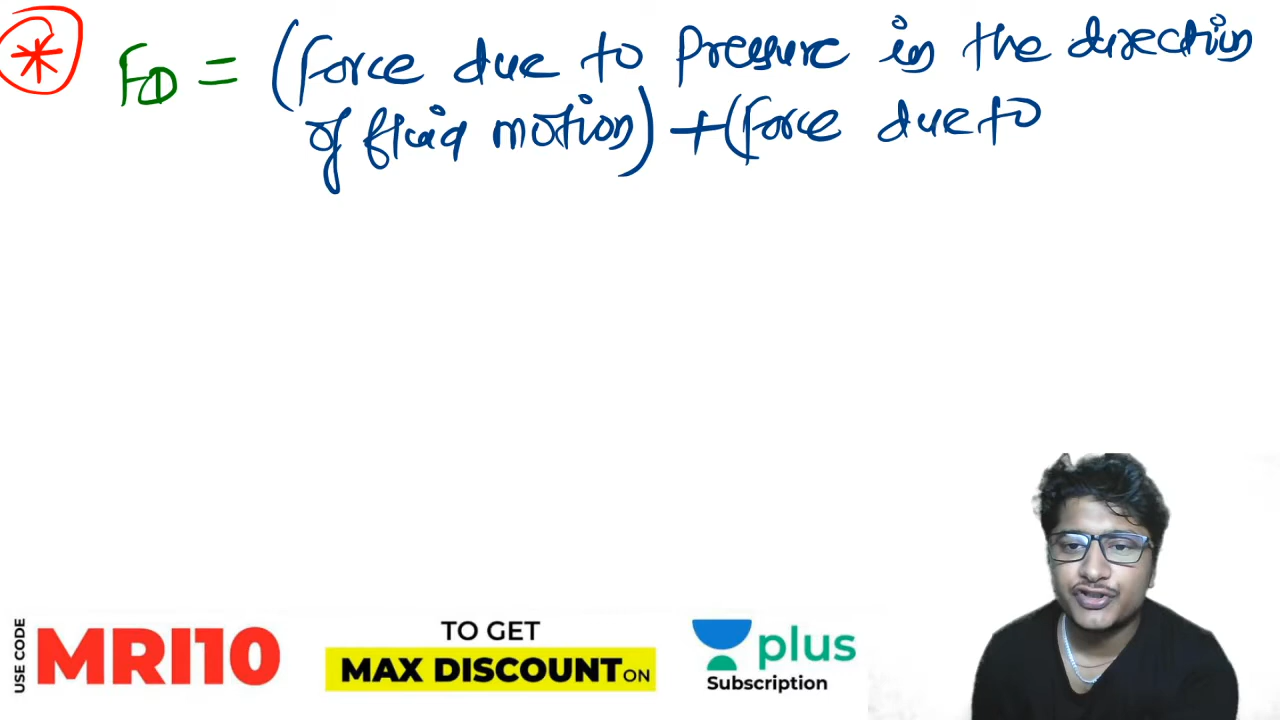 * F_D = (Force due to Pressure in the direction
of fluid motion) + (Force due to
USE CODE MRI10
TO GET
MAX DISCOUNT ON
plus
Subscription